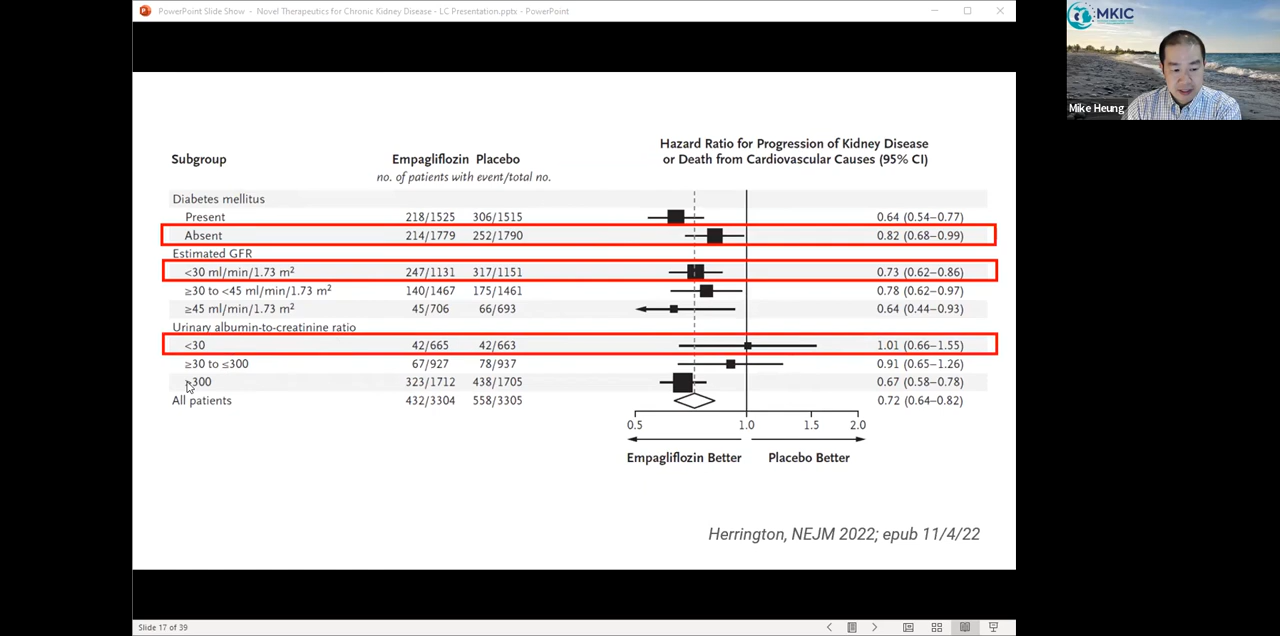 PowerPoint Slide Show - Novel Therapeutics for Chronic Kidney Disease - LC Presentation.pptx - PowerPoint
MKIC
Mike Heung
Hazard Ratio for Progression of Kidney Disease
or Death from Cardiovascular Causes (95% CI)
Subgroup Empagliflozin Placebo
no. of patients with event/total no.
Diabetes mellitus
Present 218/1525 306/1515 0.64 (0.54–0.77)
Absent 214/1779 252/1790 0.82 (0.68–0.99)
Estimated GFR
<30 ml/min/1.73 m² 247/1131 317/1151 0.73 (0.62–0.86)
≥30 to <45 ml/min/1.73 m² 140/1467 175/1461 0.78 (0.62–0.97)
≥45 ml/min/1.73 m² 45/706 66/693 0.64 (0.44–0.93)
Urinary albumin-to-creatinine ratio
<30 42/665 42/663 1.01 (0.66–1.55)
≥30 to ≤300 67/927 78/937 0.91 (0.65–1.26)
>300 323/1712 438/1705 0.67 (0.58–0.78)
All patients 432/3304 558/3305 0.72 (0.64–0.82)
0.5 1.0 1.5 2.0
Empagliflozin Better Placebo Better
Herrington, NEJM 2022; epub 11/4/22
Slide 17 of 39